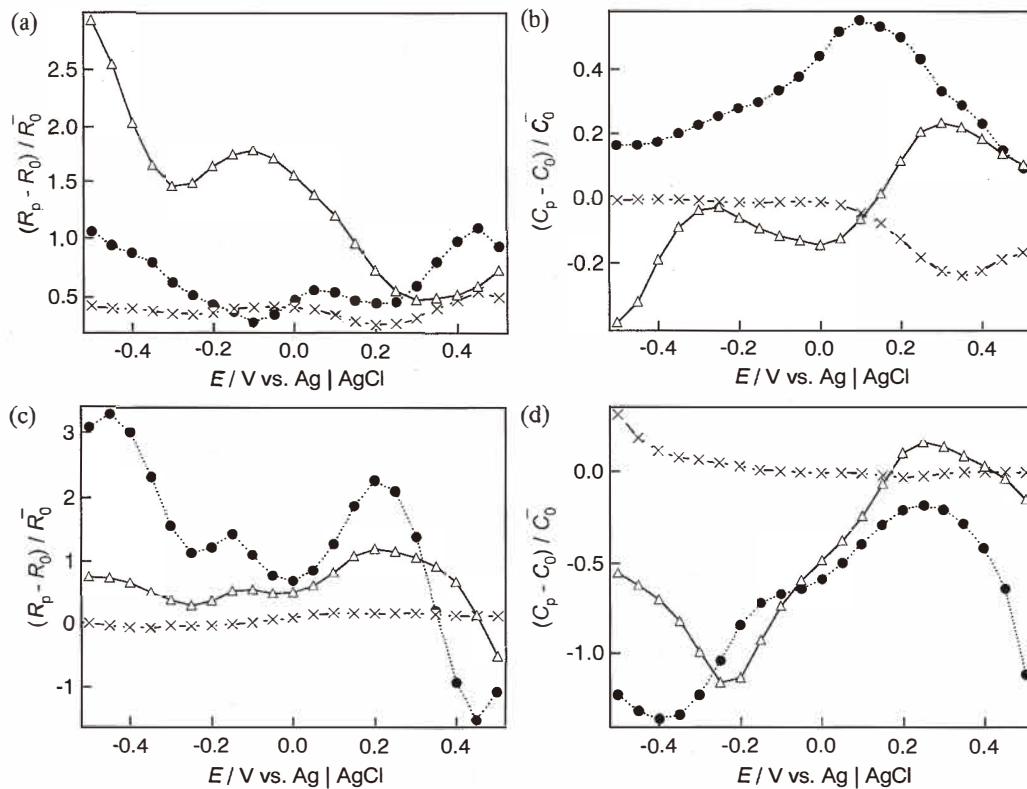 (a)
(R_p - R_0) / R̅_0
2.5
2.0
1.5
1.0
0.5
-0.4 -0.2 0.0 0.2 0.4
E / V vs. Ag | AgCl
(b)
(C_p - C_0) / C̅_0
0.4
0.2
0.0
-0.2
-0.4 -0.2 0.0 0.2 0.4
E / V vs. Ag | AgCl
(c)
(R_p - R_0) / R̅_0
3
2
1
0
-1
-0.4 -0.2 0.0 0.2 0.4
E / V vs. Ag | AgCl
(d)
(C_p - C_0) / C̅_0
0.0
-0.5
-1.0
-0.4 -0.2 0.0 0.2 0.4
E / V vs. Ag | AgCl